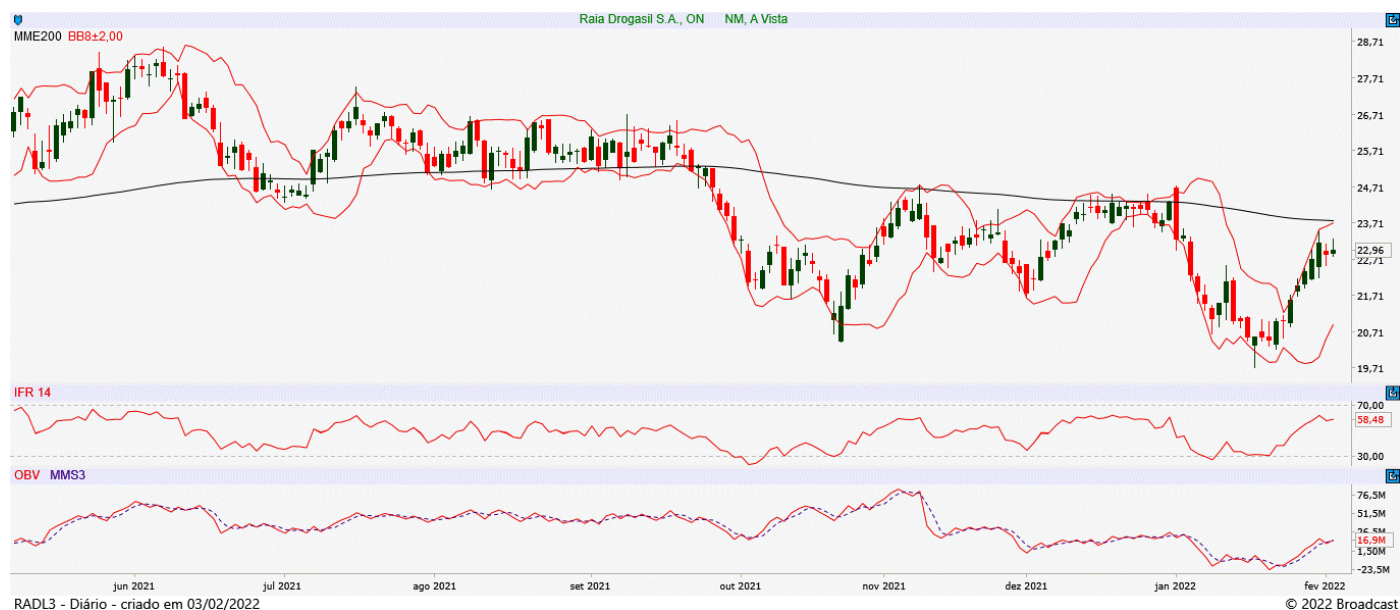 Raia Drogasil S.A., ON NM, A Vista
MME200 BB8±2,00
28,71
27,71
26,71
25,71
24,71
23,71
22,96
22,71
21,71
20,71
19,71
IFR 14
70,00
58,48
30,00
OBV MMS3
76,5M
51,5M
26,5M
16,9M
1,50M
-23,5M
jun 2021 jul 2021 ago 2021 set 2021 out 2021 nov 2021 dez 2021 jan 2022 fev 2022
RADL3 - Diário - criado em 03/02/2022 © 2022 Broadcast